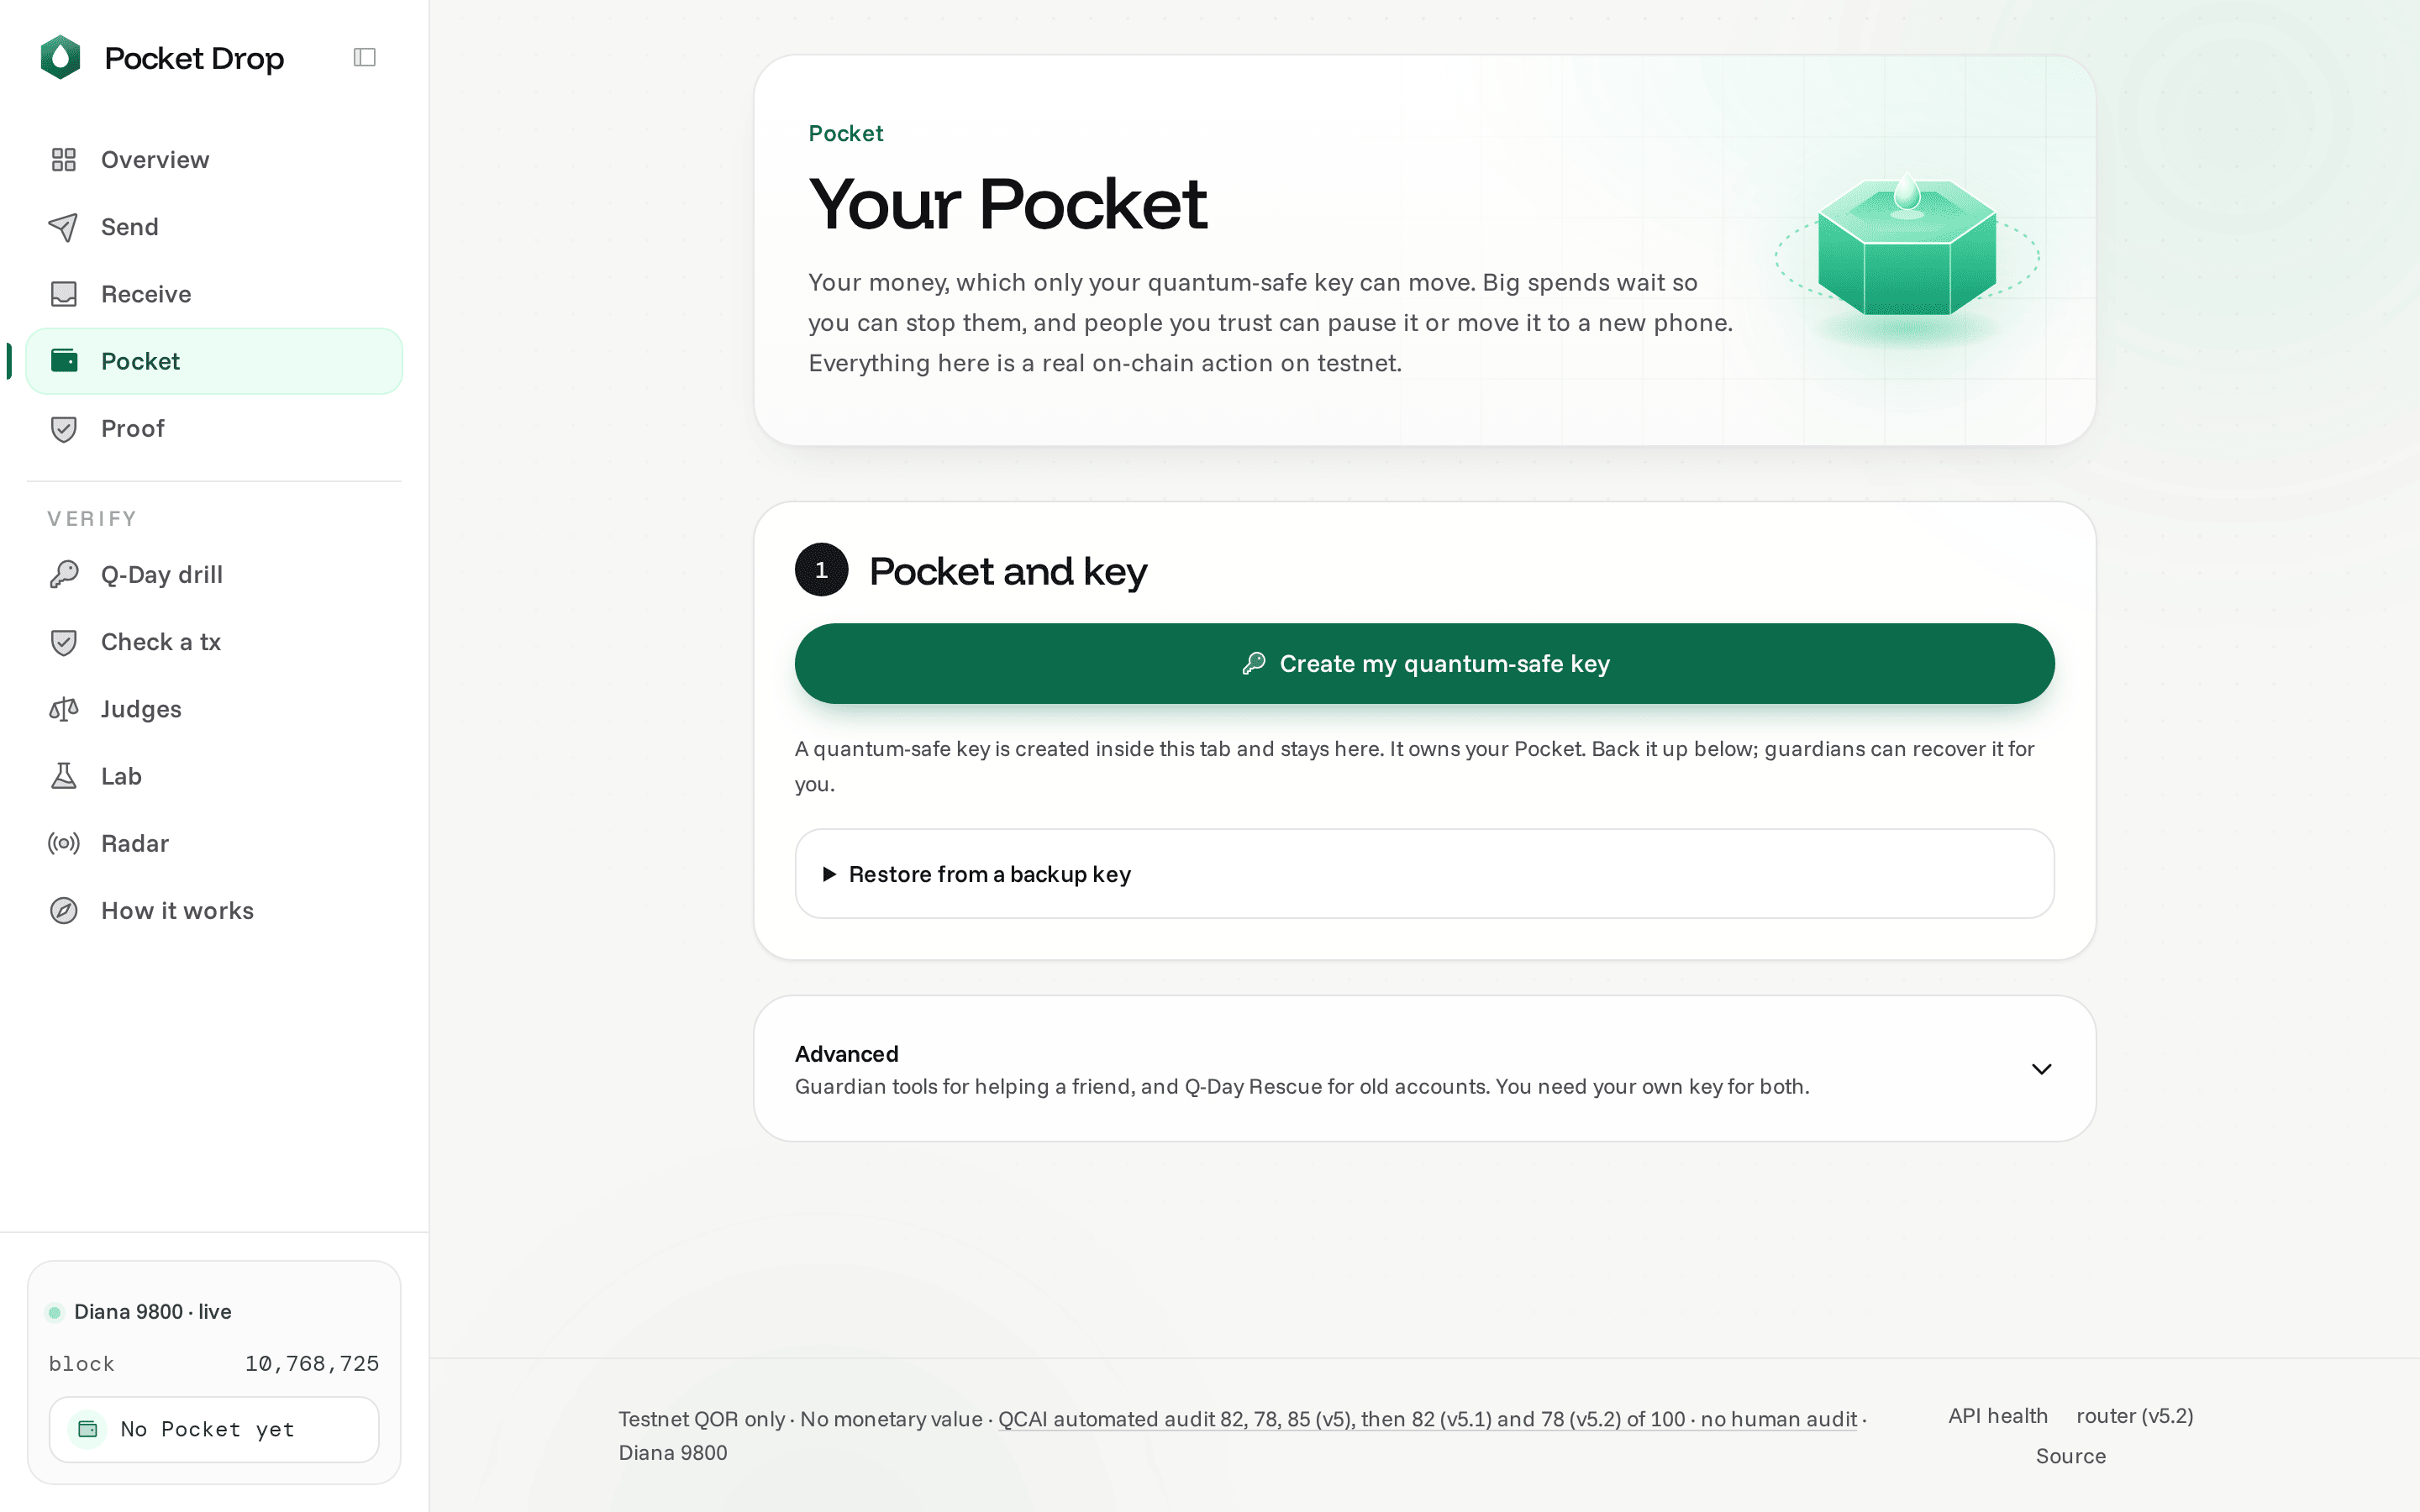 Pocket Drop
Overview
Send
Receive
Pocket
Proof
VERIFY
Q-Day drill
Check a tx
Judges
Lab
Radar
How it works
Diana 9800 · live
block 10,768,725
No Pocket yet
Pocket
Your Pocket
Your money, which only your quantum-safe key can move. Big spends wait so
you can stop them, and people you trust can pause it or move it to a new phone.
Everything here is a real on-chain action on testnet.
1 Pocket and key
Create my quantum-safe key
A quantum-safe key is created inside this tab and stays here. It owns your Pocket. Back it up below; guardians can recover it for
you.
Restore from a backup key
Advanced
Guardian tools for helping a friend, and Q-Day Rescue for old accounts. You need your own key for both.
Testnet QOR only · No monetary value · QCAI automated audit 82, 78, 85 (v5), then 82 (v5.1) and 78 (v5.2) of 100 · no human audit ·
Diana 9800
API health router (v5.2)
Source